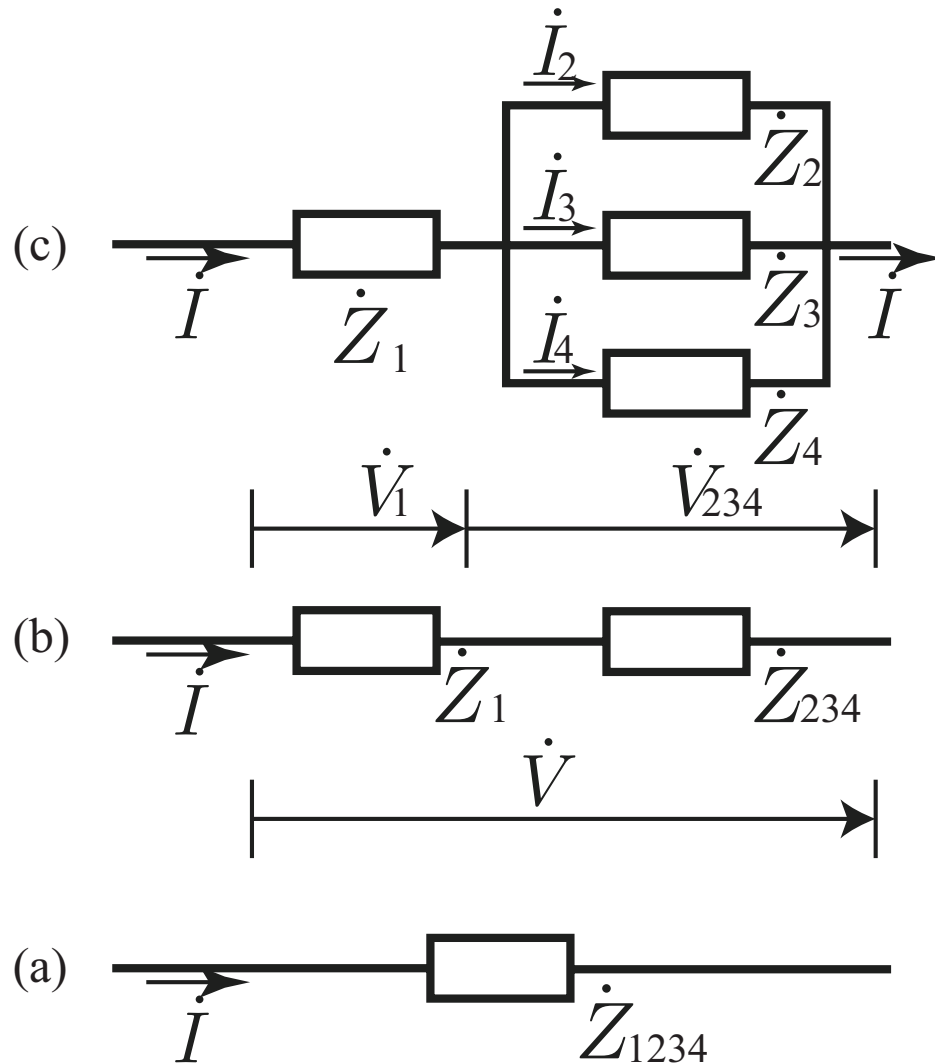 İ₂
Ż₂
İ₃
(c)
İ
Ż₁
Ż₃
İ
İ₄
Ż₄
V̇₁
V̇₂₃₄
(b)
İ
Ż₁
Ż₂₃₄
V̇
(a)
İ
Ż₁₂₃₄